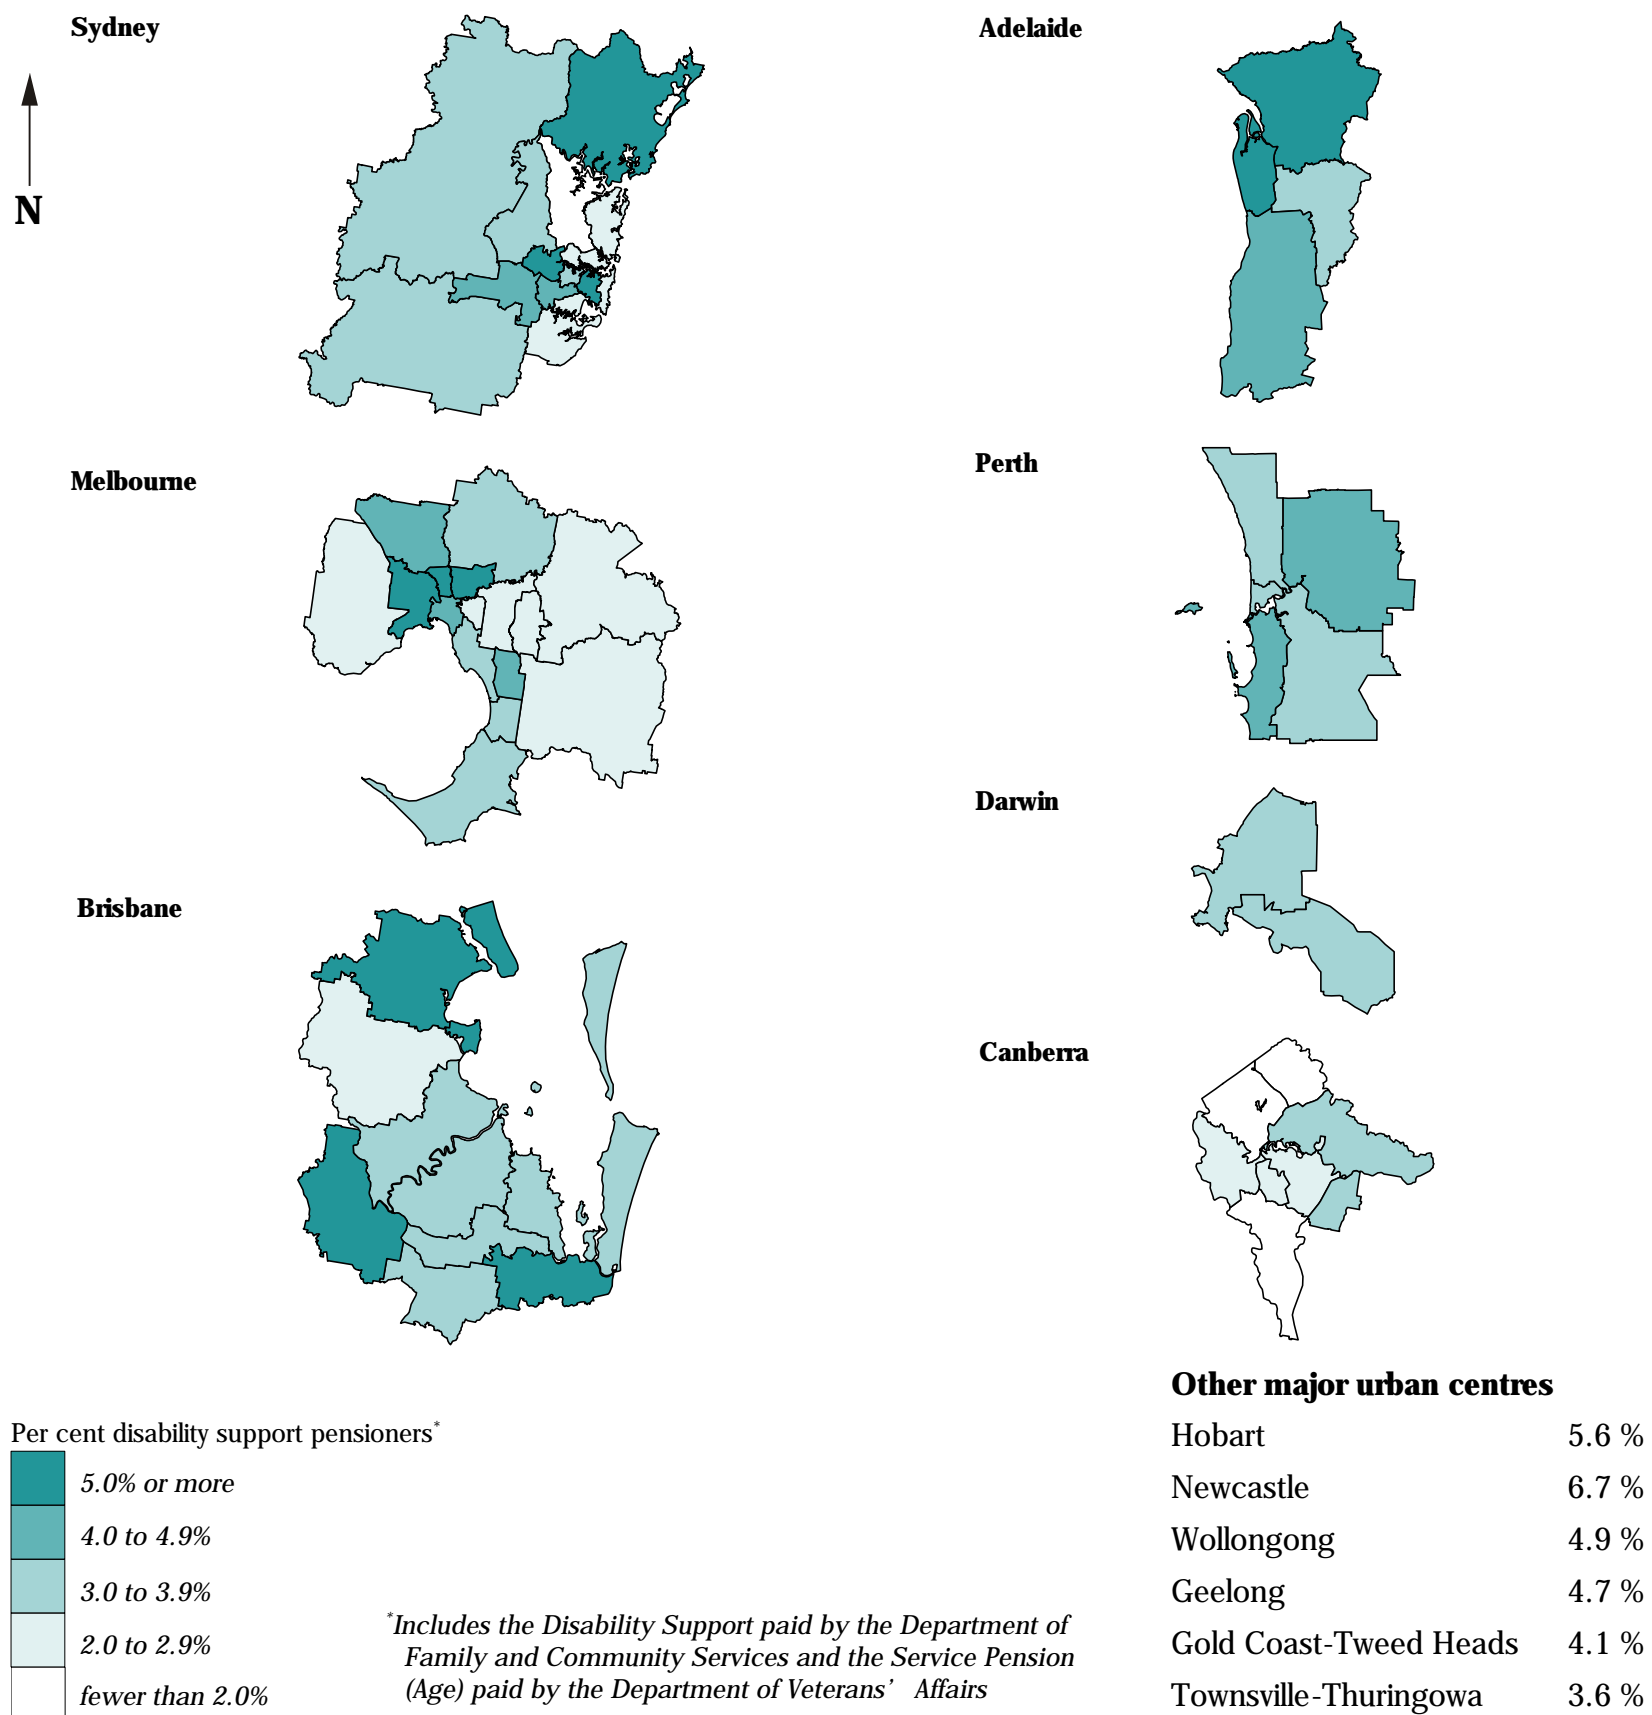 Sydney
Adelaide
N
Melbourne
Perth
Darwin
Brisbane
Canberra
Other major urban centres
Hobart 5.6 %
Newcastle 6.7 %
Wollongong 4.9 %
Geelong 4.7 %
Gold Coast-Tweed Heads 4.1 %
Townsville-Thuringowa 3.6 %
Per cent disability support pensioners*
5.0% or more
4.0 to 4.9%
3.0 to 3.9%
2.0 to 2.9%
fewer than 2.0%
*Includes the Disability Support paid by the Department of
Family and Community Services and the Service Pension
(Age) paid by the Department of Veterans’ Affairs